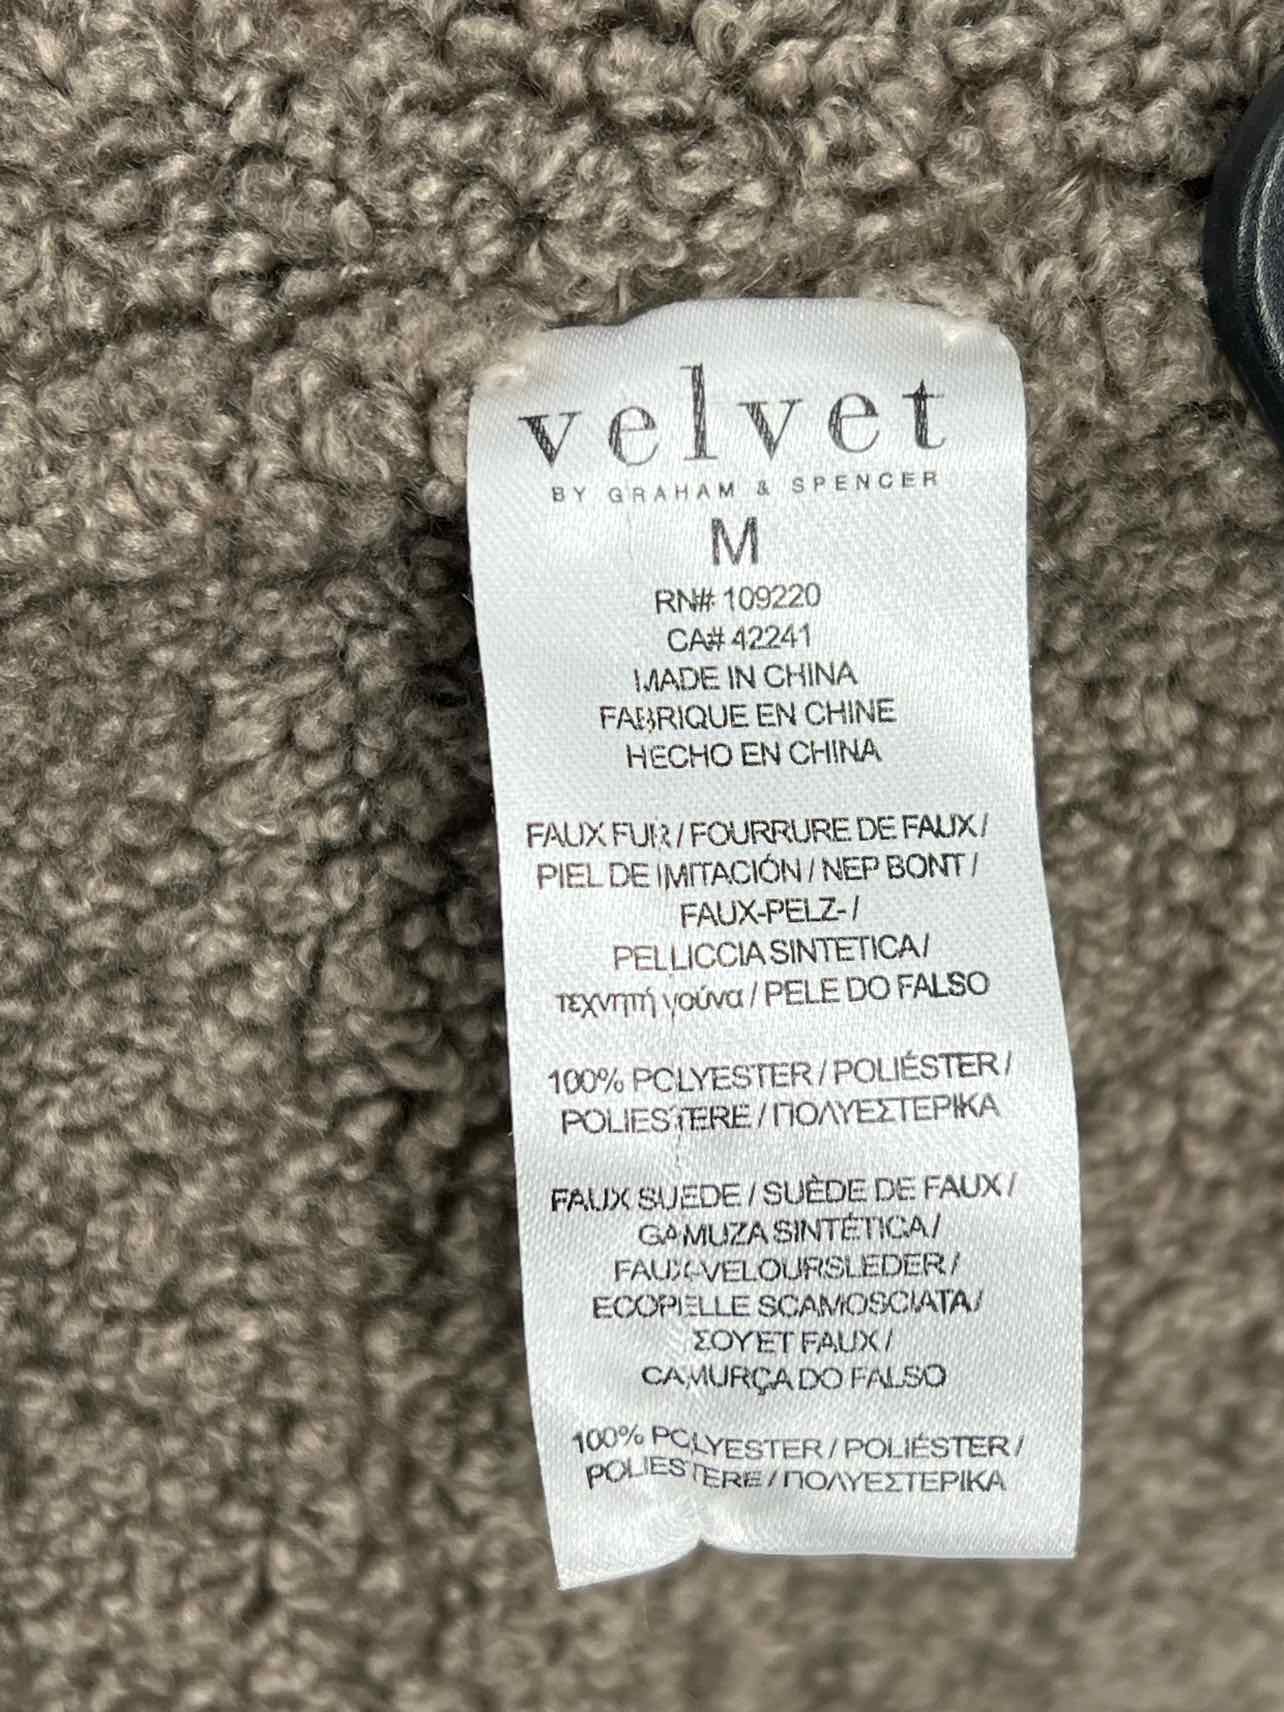 velvet
BY GRAHAM & SPENCER
M
RN# 109220
CA# 42241
MADE IN CHINA
FABRIQUE EN CHINE
HECHO EN CHINA
FAUX FUR / FOURRURE DE FAUX /
PIEL DE IMITACIÓN / NEP BONT /
FAUX-PELZ- /
PELLICCIA SINTETICA /
τεχνητή γούνα / PELE DO FALSO
100% POLYESTER / POLIÉSTER /
POLIESTERE / ΠΟΛΥΕΣΤΕΡΙΚΑ
FAUX SUEDE / SUÈDE DE FAUX /
GAMUZA SINTÉTICA /
FAUX-VELOURSLEDER /
ECOPIELLE SCAMOSCIATA /
ΣΟΥΕΤ FAUX /
CAMURÇA DO FALSO
100% POLYESTER / POLIÉSTER /
POLIESTERE / ΠΟΛΥΕΣΤΕΡΙΚΑ